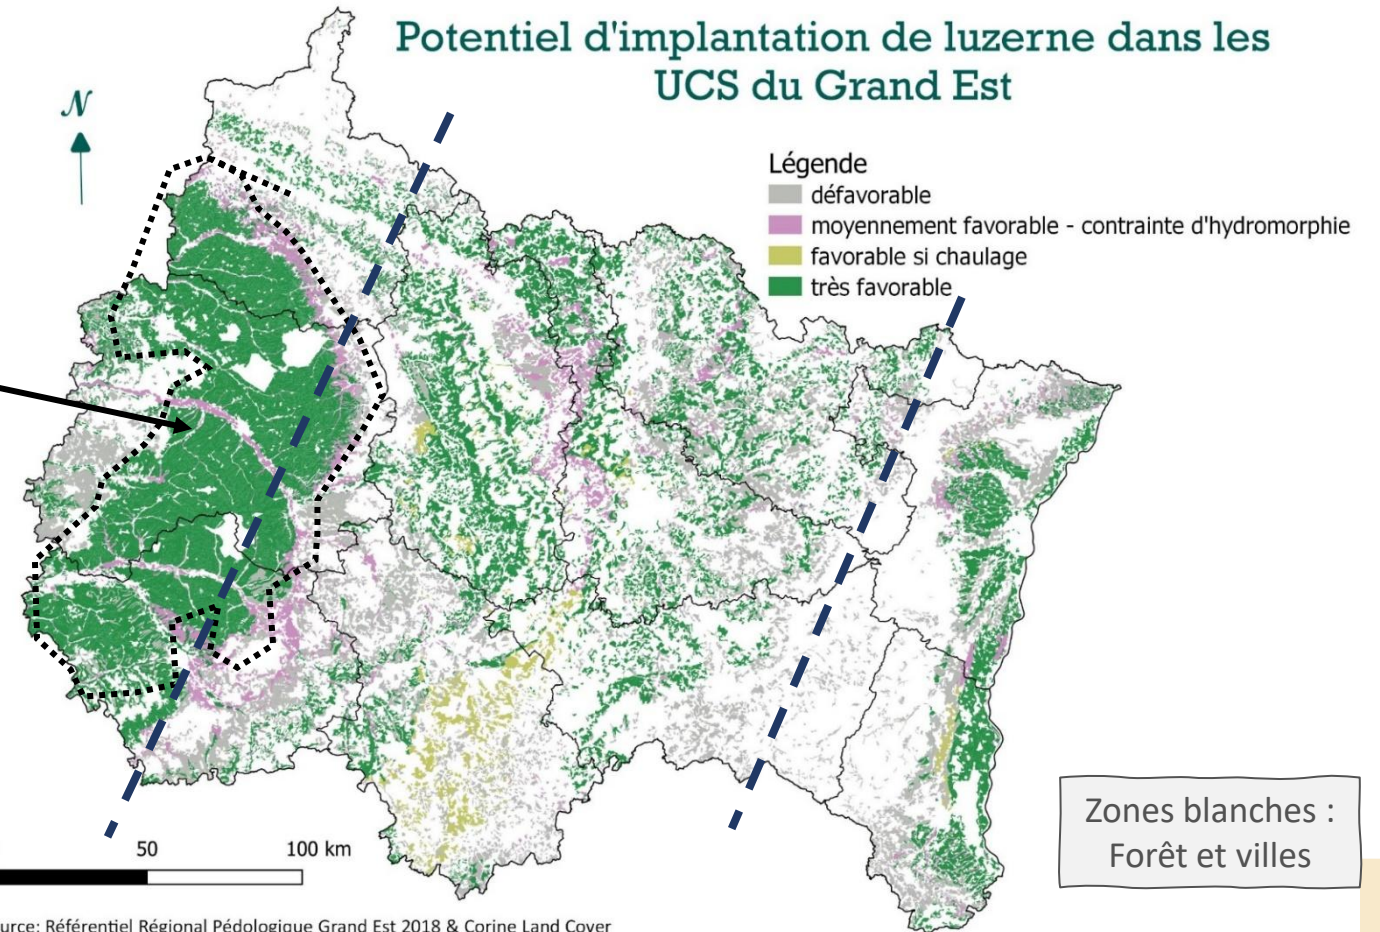 Potentiel d'implantation de luzerne dans les
UCS du Grand Est
N
Légende
défavorable
moyennement favorable - contrainte d'hydromorphie
favorable si chaulage
très favorable
Zones blanches :
Forêt et villes
50 100 km
urce: Référentiel Régional Pédologique Grand Est 2018 & Corine Land Cover